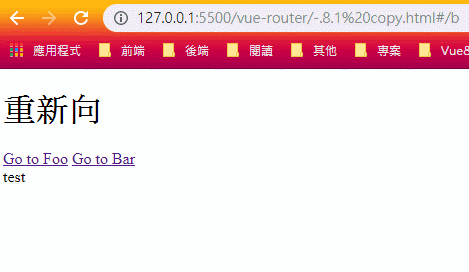 127.0.0.1:5500/vue-router/-.8.1%20copy.html#/b
應用程式 前端 後端 閱讀 其他 專案 Vue&
重新向
Go to Foo Go to Bar
test